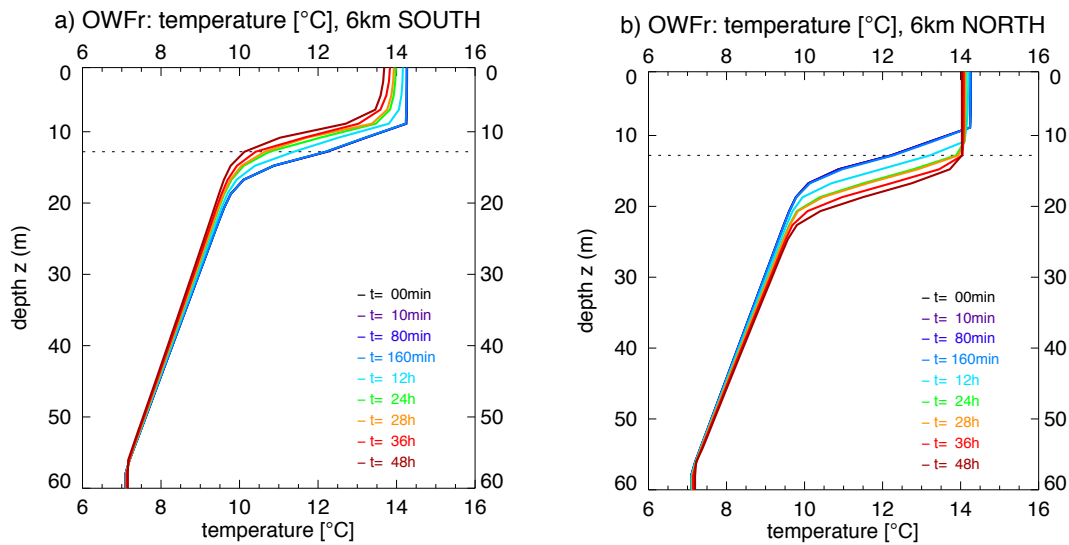 a) OWFr: temperature [°C], 6km SOUTH
6 8 10 12 14 16
0 0
10 10
20 20
30 30
40 40
50 50
60 60
depth z (m)
– t= 00min
– t= 10min
– t= 80min
– t= 160min
– t= 12h
– t= 24h
– t= 28h
– t= 36h
– t= 48h
6 8 10 12 14 16
temperature [°C]
b) OWFr: temperature [°C], 6km NORTH
6 8 10 12 14 16
0 0
10 10
20 20
30 30
40 40
50 50
60 60
depth z (m)
– t= 00min
– t= 10min
– t= 80min
– t= 160min
– t= 12h
– t= 24h
– t= 28h
– t= 36h
– t= 48h
6 8 10 12 14 16
temperature [°C]